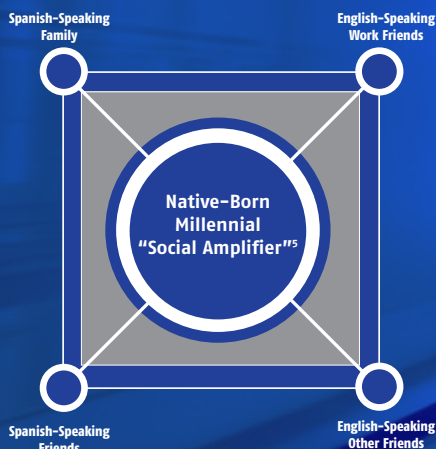 Spanish-Speaking
Family
English-Speaking
Work Friends
Native-Born
Millennial
“Social Amplifier”⁵
Spanish-Speaking
Friends
English-Speaking
Other Friends